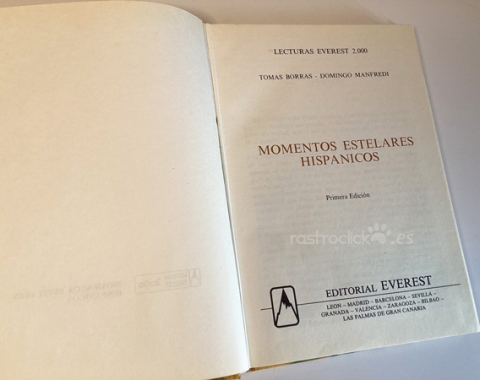 LECTURAS EVEREST 2.000
TOMAS BORRAS - DOMINGO MANFREDI
MOMENTOS ESTELARES
HISPANICOS
Primera Edición
rastroclick.es
EDITORIAL EVEREST
LEON – MADRID – BARCELONA – SEVILLA –
GRANADA – VALENCIA – ZARAGOZA – BILBAO –
LAS PALMAS DE GRAN CANARIA